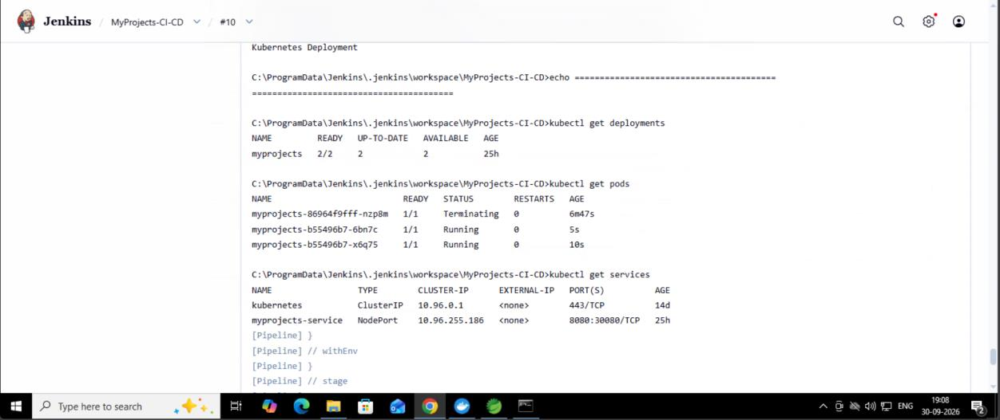 Jenkins / MyProjects-CI-CD / #10
Kubernetes Deployment
C:\ProgramData\Jenkins\.jenkins\workspace\MyProjects-CI-CD>echo ========================================
========================================
C:\ProgramData\Jenkins\.jenkins\workspace\MyProjects-CI-CD>kubectl get deployments
NAME READY UP-TO-DATE AVAILABLE AGE
myprojects 2/2 2 2 25h
C:\ProgramData\Jenkins\.jenkins\workspace\MyProjects-CI-CD>kubectl get pods
NAME READY STATUS RESTARTS AGE
myprojects-86964f9fff-nzp8m 1/1 Terminating 0 6m47s
myprojects-b55496b7-6bn7c 1/1 Running 0 5s
myprojects-b55496b7-x6q75 1/1 Running 0 10s
C:\ProgramData\Jenkins\.jenkins\workspace\MyProjects-CI-CD>kubectl get services
NAME TYPE CLUSTER-IP EXTERNAL-IP PORT(S) AGE
kubernetes ClusterIP 10.96.0.1 <none> 443/TCP 14d
myprojects-service NodePort 10.96.255.186 <none> 8080:30080/TCP 25h
[Pipeline] }
[Pipeline] // withEnv
[Pipeline] }
[Pipeline] // stage
Type here to search
ENG
19:08
30-09-2026
2